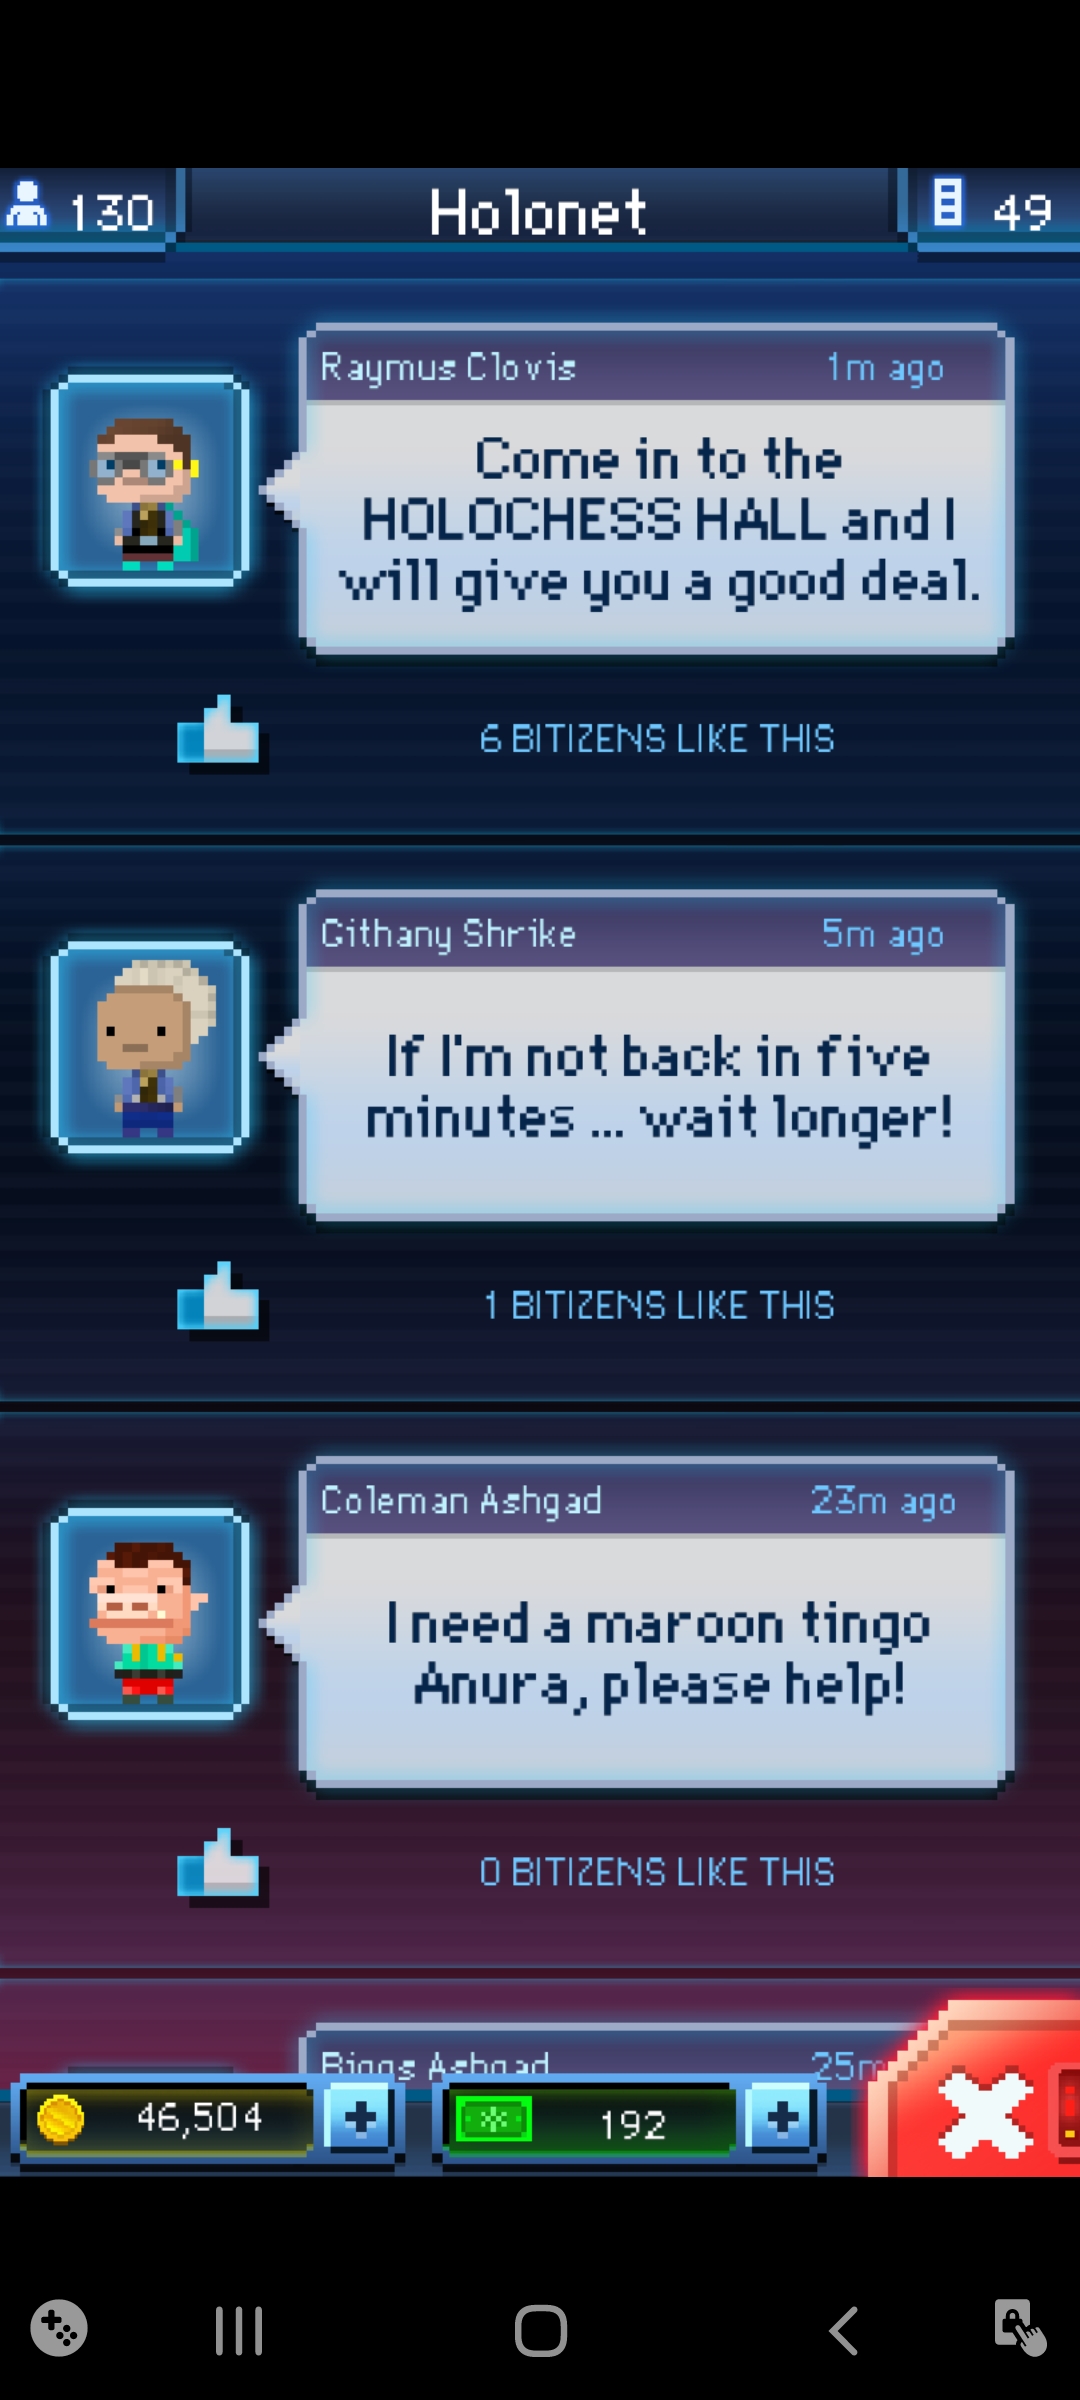 130
Holonet
49
Raymus Clovis
1m ago
Come in to the
HOLOCHESS HALL and I
will give you a good deal.
6 BITIZENS LIKE THIS
Githany Shrike
5m ago
If I'm not back in five
minutes ... wait longer!
1 BITIZENS LIKE THIS
Coleman Ashgad
23m ago
I need a maroon tingo
Anura, please help!
0 BITIZENS LIKE THIS
Biggs Ashgad
25m
46,504
192